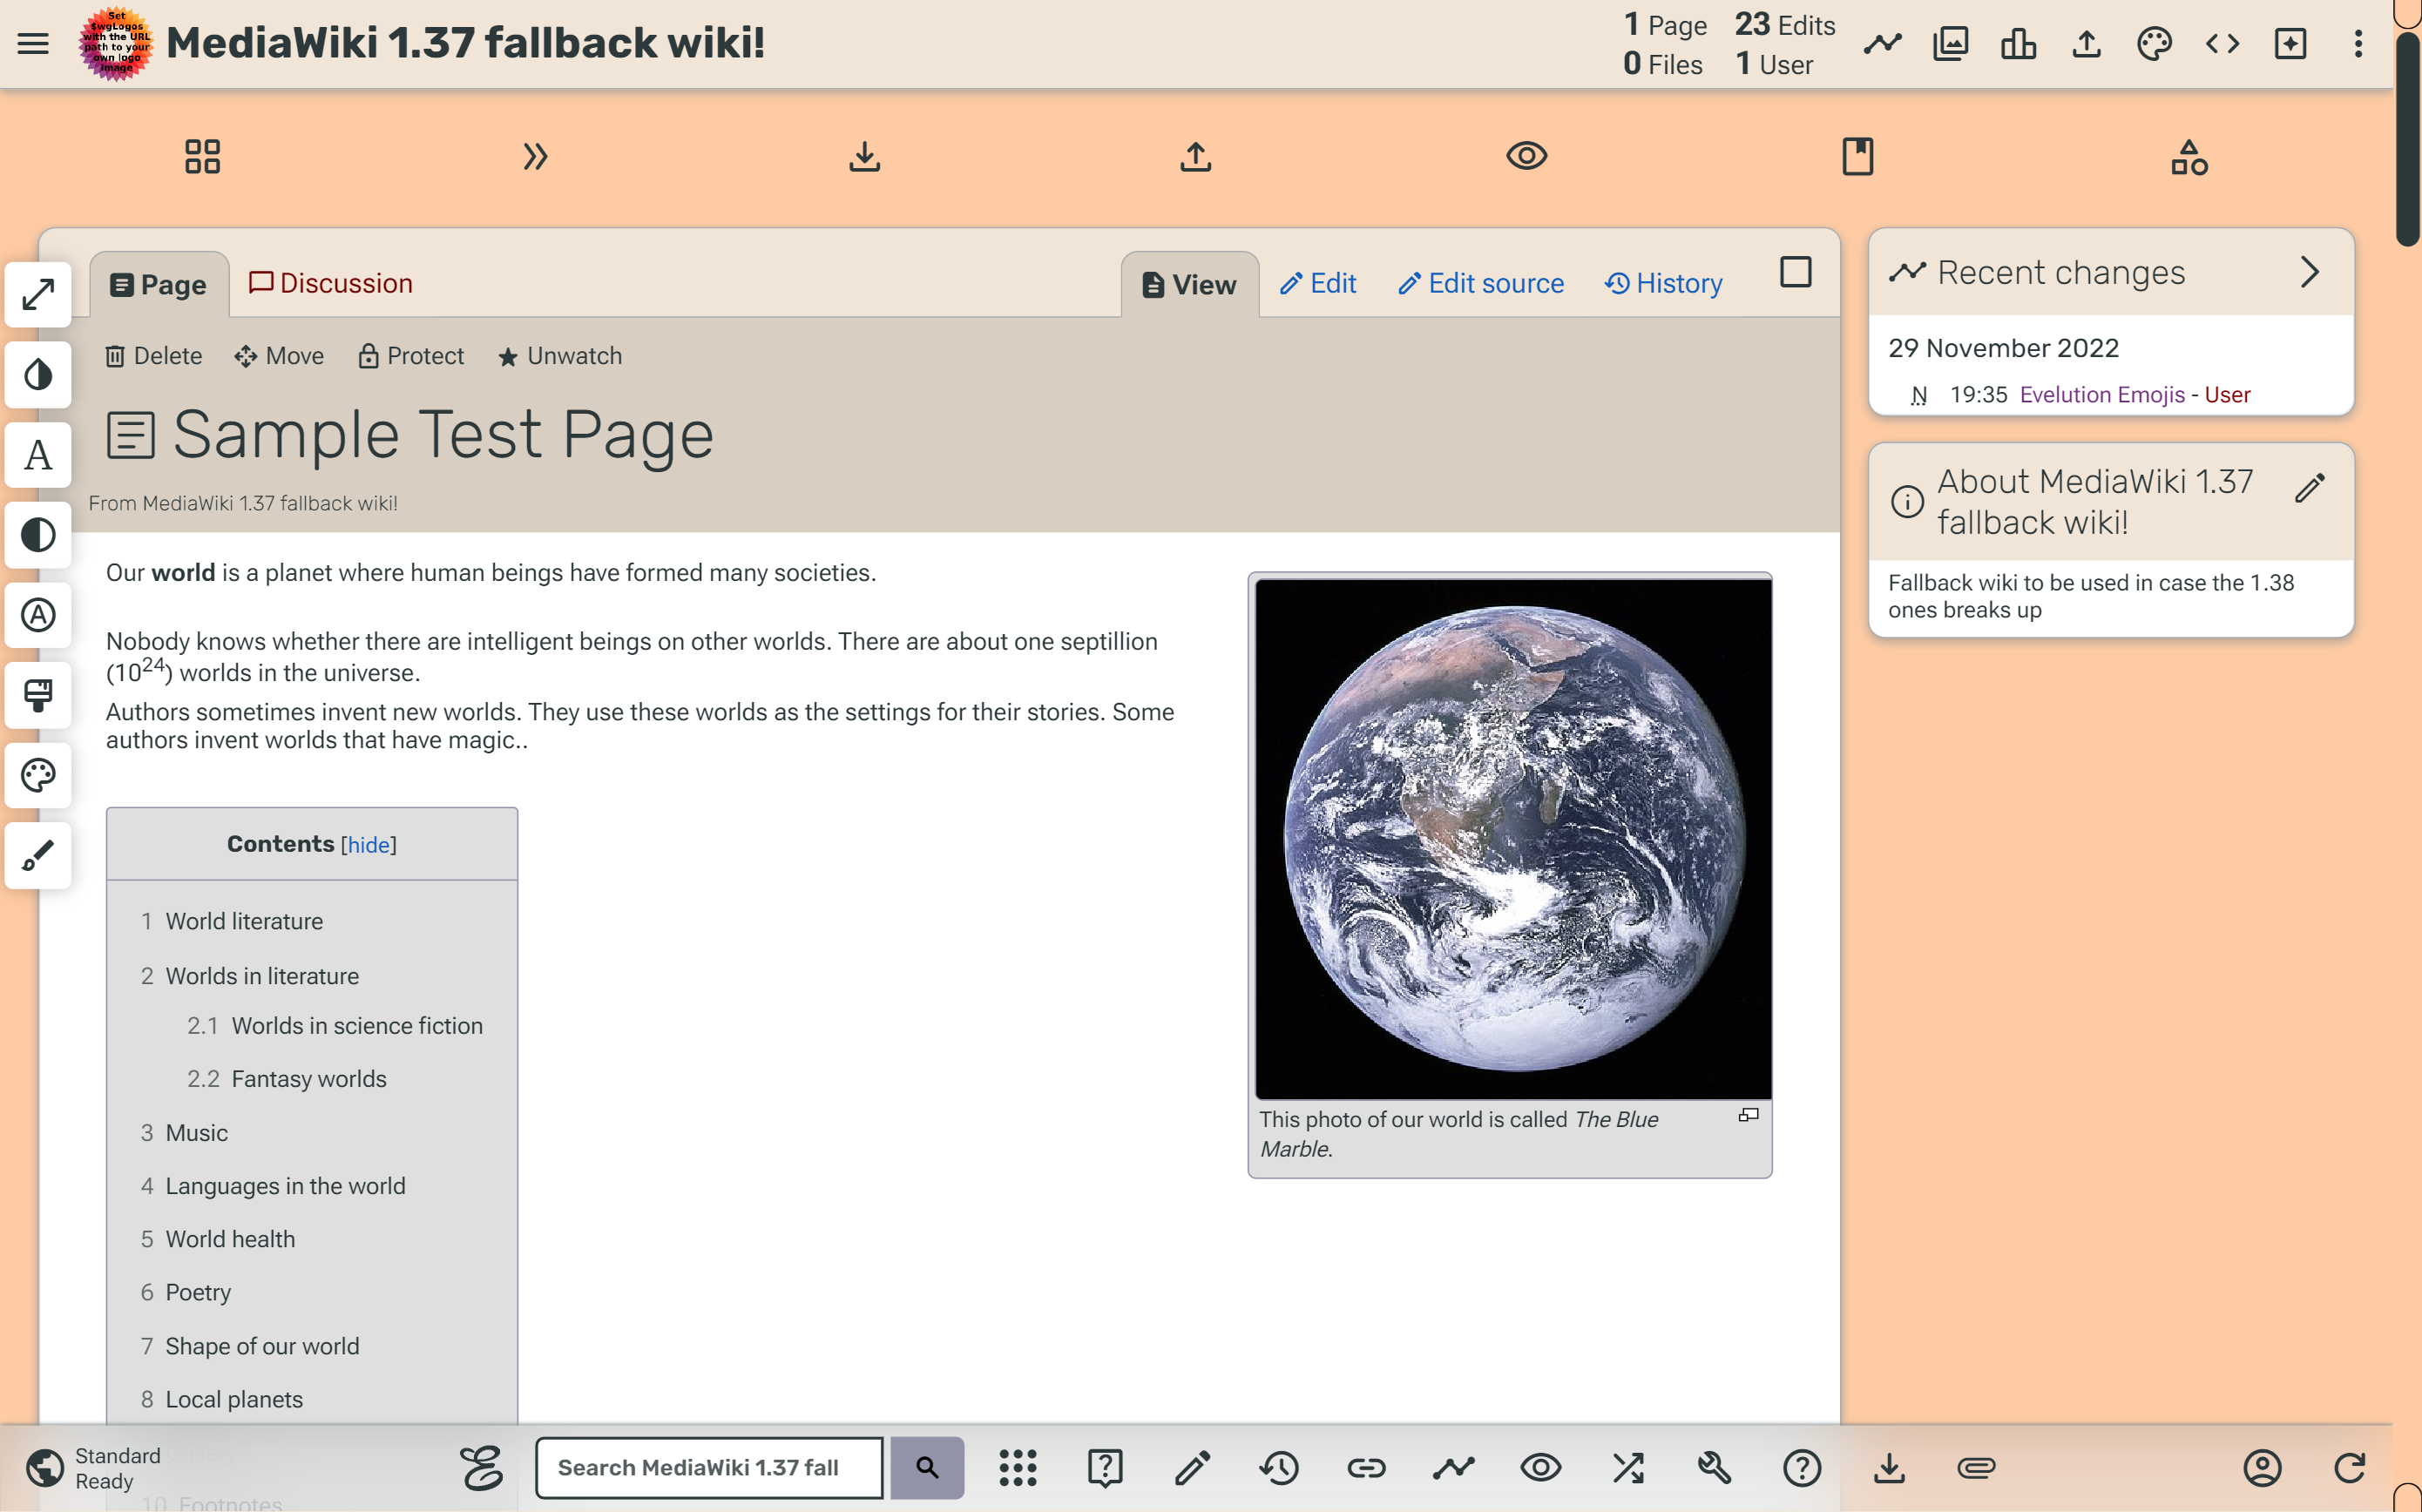 Set
$wgLogos
with the URL
path to your
own logo
image
MediaWiki 1.37 fallback wiki!
1 Page 23 Edits
0 Files 1 User
Page
Discussion
View
Edit
Edit source
History
Delete
Move
Protect
Unwatch
Sample Test Page
From MediaWiki 1.37 fallback wiki!
Our world is a planet where human beings have formed many societies.
Nobody knows whether there are intelligent beings on other worlds. There are about one septillion
(10²⁴) worlds in the universe.
Authors sometimes invent new worlds. They use these worlds as the settings for their stories. Some
authors invent worlds that have magic..
Contents [hide]
1 World literature
2 Worlds in literature
2.1 Worlds in science fiction
2.2 Fantasy worlds
3 Music
4 Languages in the world
5 World health
6 Poetry
7 Shape of our world
8 Local planets
Gallery
10 Footnotes
This photo of our world is called The Blue
Marble.
Recent changes
29 November 2022
N 19:35 Evelution Emojis - User
About MediaWiki 1.37
fallback wiki!
Fallback wiki to be used in case the 1.38
ones breaks up
A
A
Standard
Ready
Search MediaWiki 1.37 fall